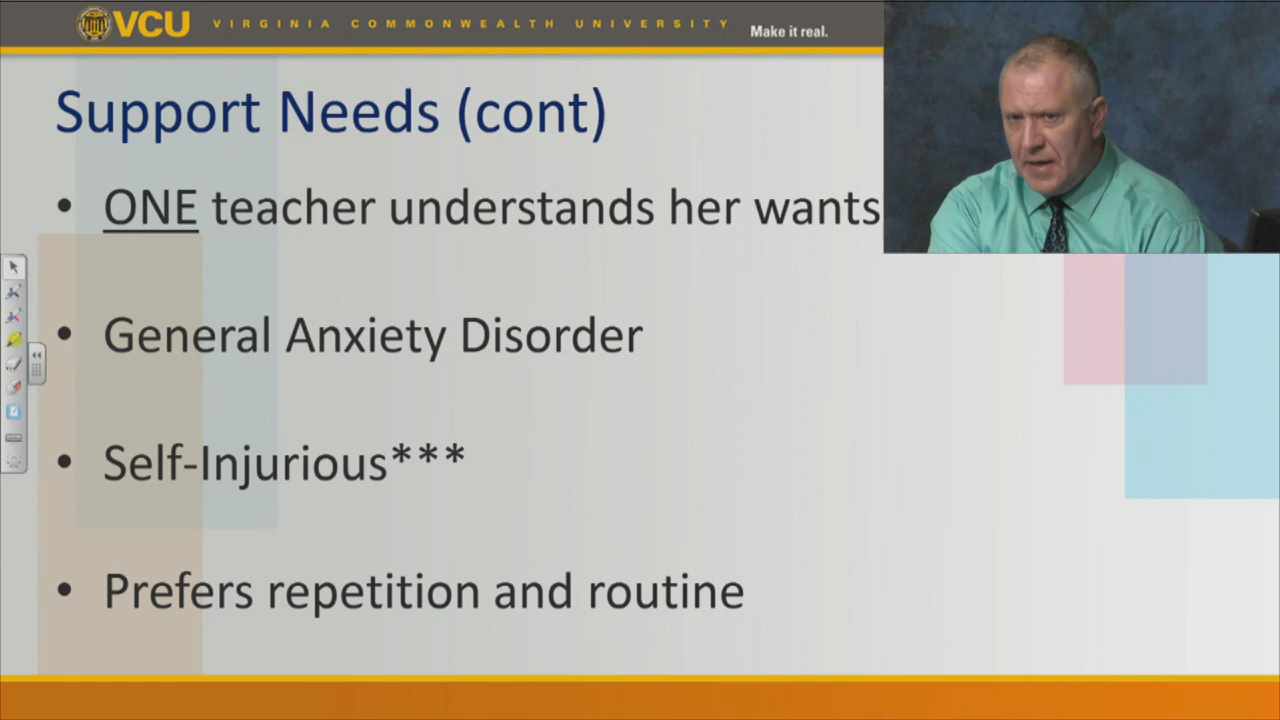 VCU VIRGINIA COMMONWEALTH UNIVERSITY Make it real.
Support Needs (cont)
• ONE teacher understands her wants
• General Anxiety Disorder
• Self-Injurious***
• Prefers repetition and routine